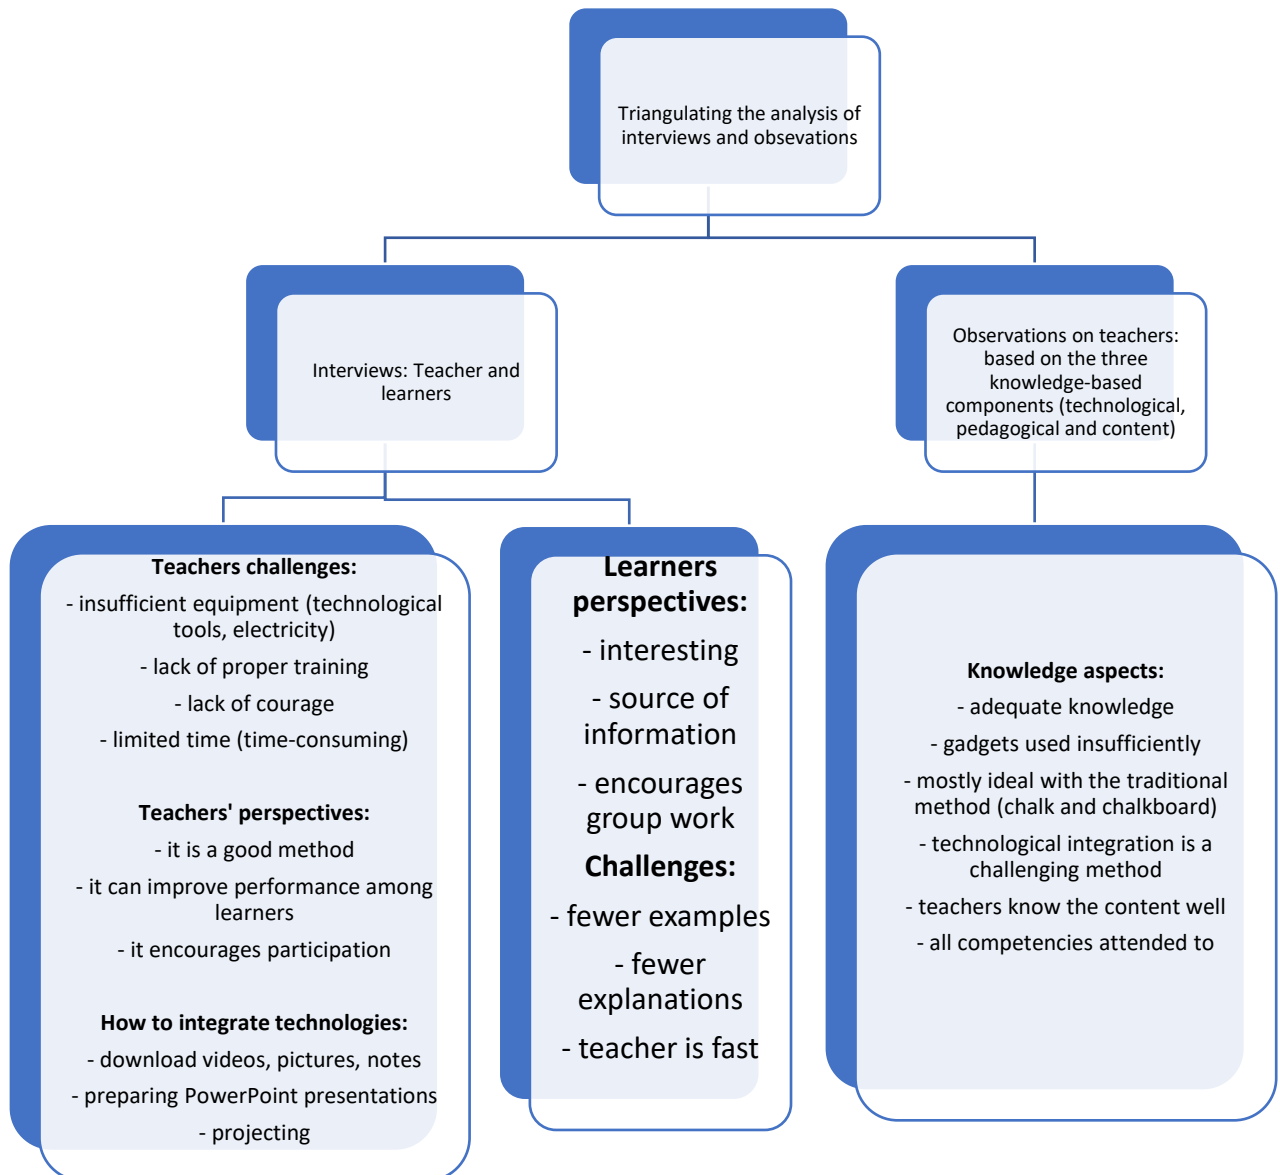 Triangulating the analysis of
interviews and obsevations
Interviews: Teacher and
learners
Observations on teachers:
based on the three
knowledge-based
components (technological,
pedagogical and content)
Teachers challenges:
- insufficient equipment (technological
tools, electricity)
- lack of proper training
- lack of courage
- limited time (time-consuming)
Teachers' perspectives:
- it is a good method
- it can improve performance among
learners
- it encourages participation
How to integrate technologies:
- download videos, pictures, notes
- preparing PowerPoint presentations
- projecting
Learners
perspectives:
- interesting
- source of
information
- encourages
group work
Challenges:
- fewer examples
- fewer
explanations
- teacher is fast
Knowledge aspects:
- adequate knowledge
- gadgets used insufficiently
- mostly ideal with the traditional
method (chalk and chalkboard)
- technological integration is a
challenging method
- teachers know the content well
- all competencies attended to